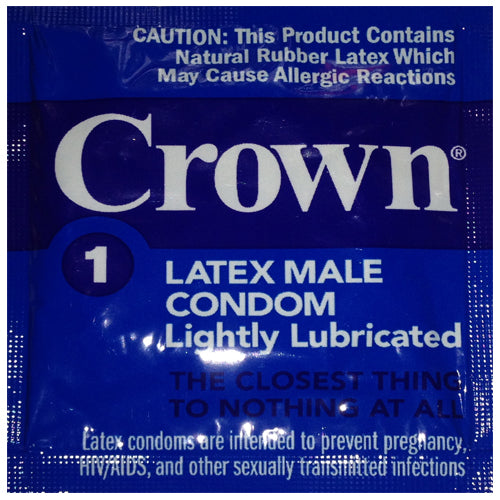 CAUTION: This Product Contains
Natural Rubber Latex Which
May Cause Allergic Reactions
Crown®
1
LATEX MALE
CONDOM
Lightly Lubricated
THE CLOSEST THING
TO NOTHING AT ALL
Latex condoms are intended to prevent pregnancy,
HIV/AIDS, and other sexually transmitted infections